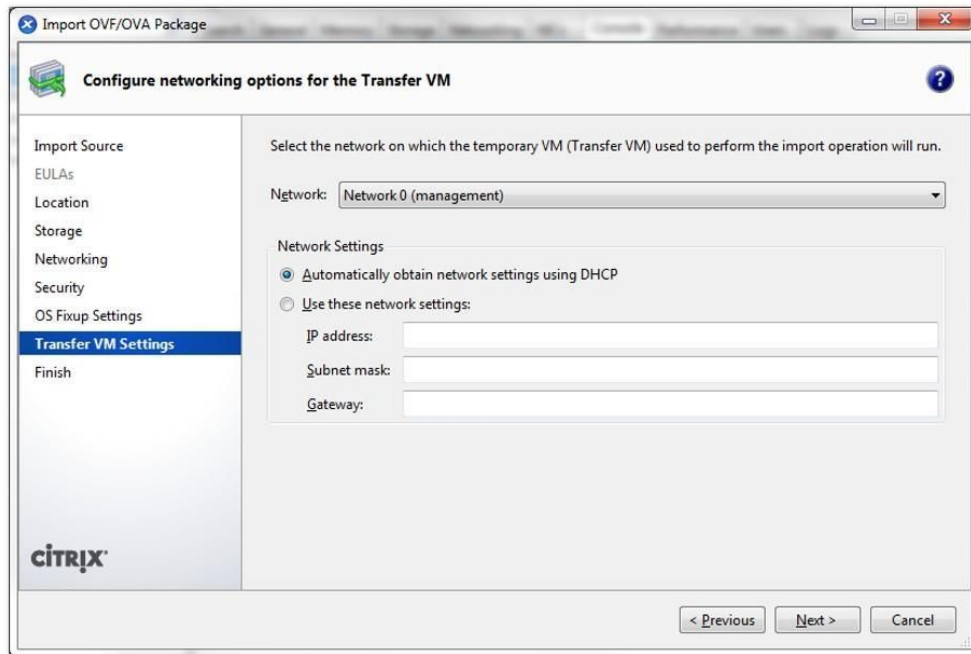 Import OVF/OVA Package
Console
Configure networking options for the Transfer VM
?
Import Source
EULAs
Location
Storage
Networking
Security
OS Fixup Settings
Transfer VM Settings
Finish
CİTRIX
Select the network on which the temporary VM (Transfer VM) used to perform the import operation will run.
Network: Network 0 (management)
Network Settings
Automatically obtain network settings using DHCP
Use these network settings:
IP address:
Subnet mask:
Gateway:
< Previous Next > Cancel